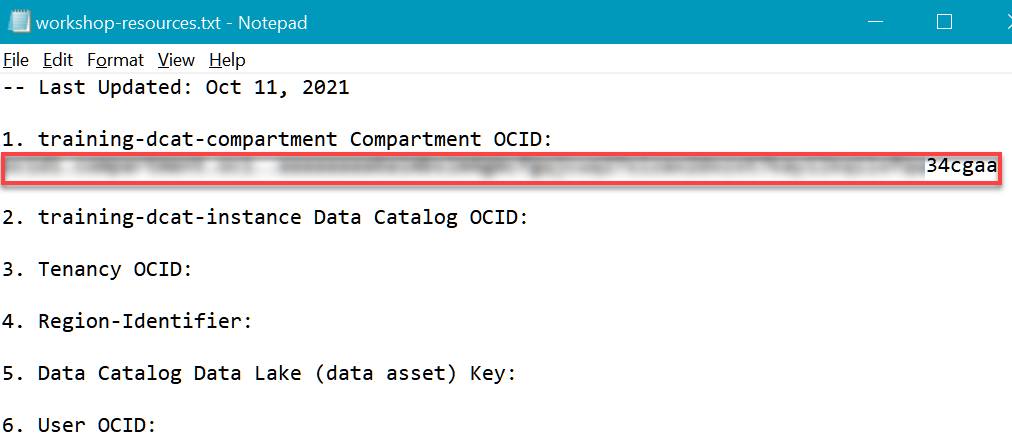 workshop-resources.txt - Notepad
File Edit Format View Help
-- Last Updated: Oct 11, 2021
1. training-dcat-compartment Compartment OCID:
34cgaa
2. training-dcat-instance Data Catalog OCID:
3. Tenancy OCID:
4. Region-Identifier:
5. Data Catalog Data Lake (data asset) Key:
6. User OCID: